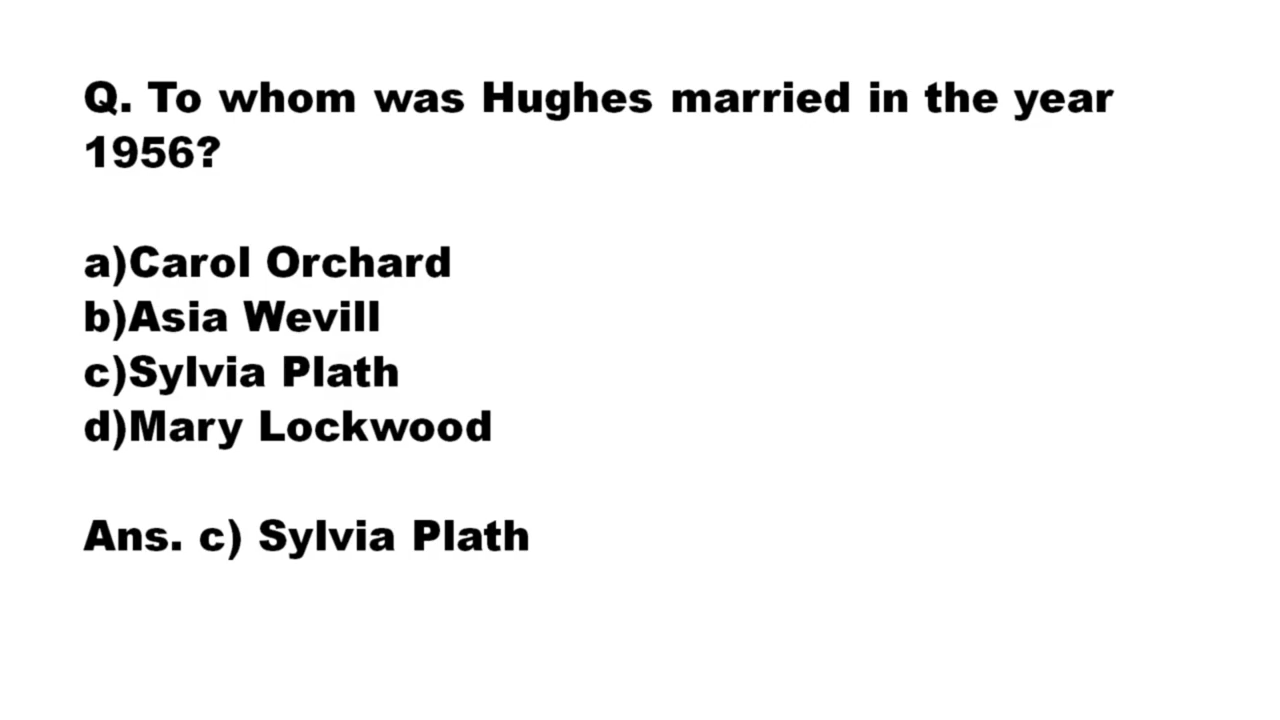 Q. To whom was Hughes married in the year
1956?
a)Carol Orchard
b)Asia Wevill
c)Sylvia Plath
d)Mary Lockwood
Ans. c) Sylvia Plath